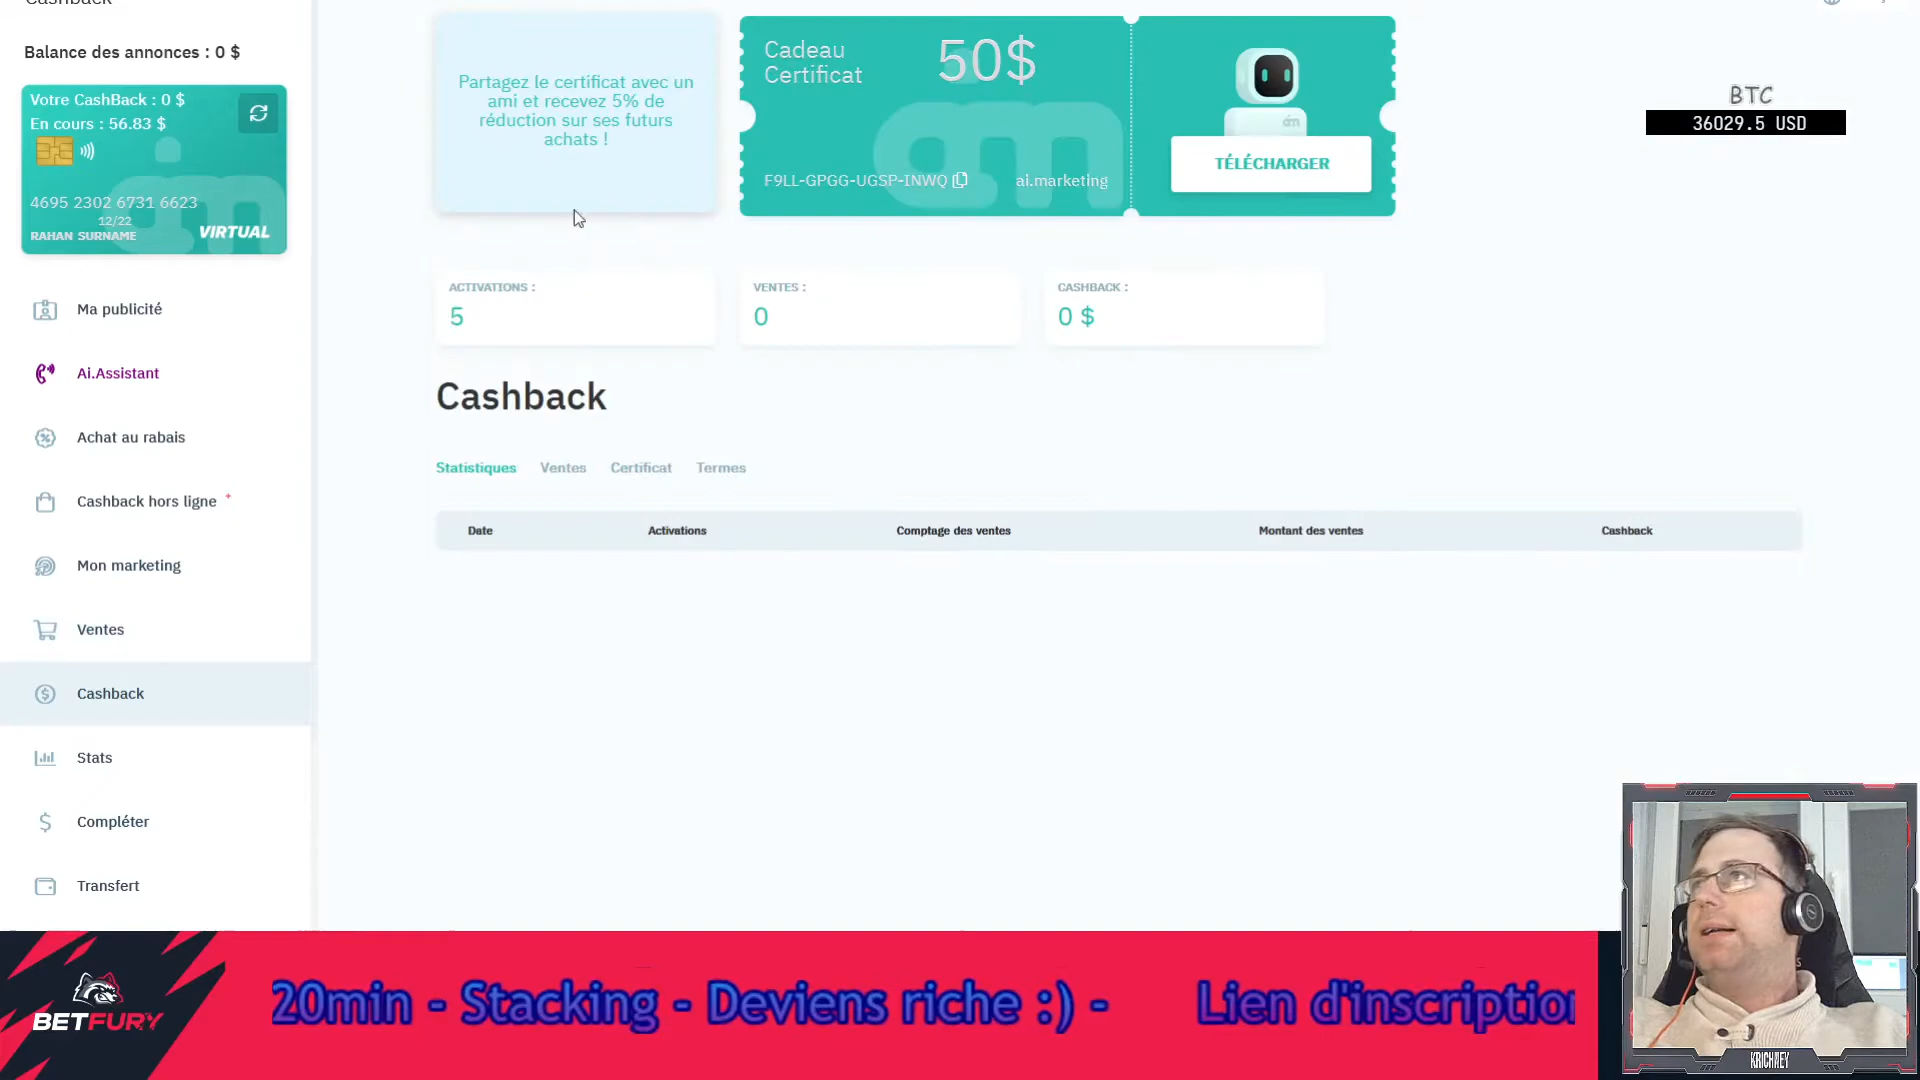 Cashback
Balance des annonces : 0 $
Votre CashBack : 0 $
En cours : 56.83 $
4695 2302 6731 6623
12/22
RAHAN SURNAME
VIRTUAL
Ma publicité
Ai.Assistant
Achat au rabais
Cashback hors ligne *
Mon marketing
Ventes
Cashback
Stats
Compléter
Transfert
Partagez le certificat avec un
ami et recevez 5% de
réduction sur ses futurs
achats !
Cadeau
Certificat
50$
F9LL-GPGG-UGSP-INWQ
ai.marketing
TÉLÉCHARGER
BTC
36029.5 USD
ACTIVATIONS :
5
VENTES :
0
CASHBACK :
0 $
Cashback
Statistiques Ventes Certificat Termes
Date Activations Comptage des ventes Montant des ventes Cashback
BETFURY
20min - Stacking - Deviens riche :) - Lien d'inscription
KRICHREY